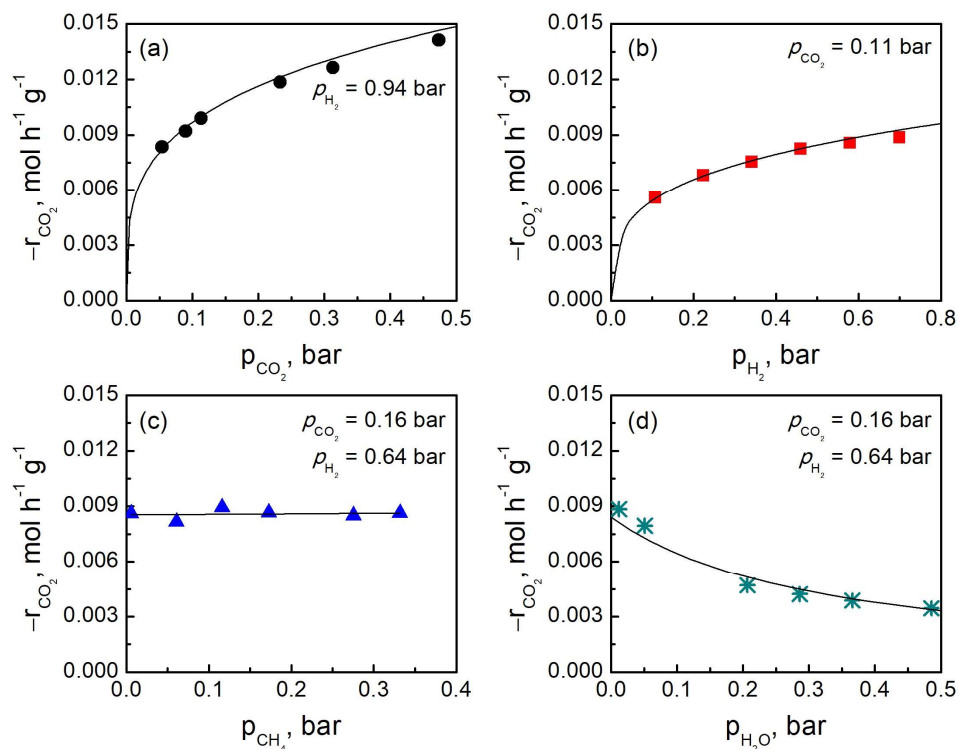 (a)
p_H2 = 0.94 bar
−r_CO2, mol h⁻¹ g⁻¹
0.015
0.012
0.009
0.006
0.003
0.000
0.0 0.1 0.2 0.3 0.4 0.5
p_CO2, bar
(b)
p_CO2 = 0.11 bar
−r_CO2, mol h⁻¹ g⁻¹
0.015
0.012
0.009
0.006
0.003
0.000
0.0 0.2 0.4 0.6 0.8
p_H2, bar
(c)
p_CO2 = 0.16 bar
p_H2 = 0.64 bar
−r_CO2, mol h⁻¹ g⁻¹
0.015
0.012
0.009
0.006
0.003
0.000
0.0 0.1 0.2 0.3 0.4
p_CH4, bar
(d)
p_CO2 = 0.16 bar
p_H2 = 0.64 bar
−r_CO2, mol h⁻¹ g⁻¹
0.015
0.012
0.009
0.006
0.003
0.000
0.0 0.1 0.2 0.3 0.4 0.5
p_H2O, bar